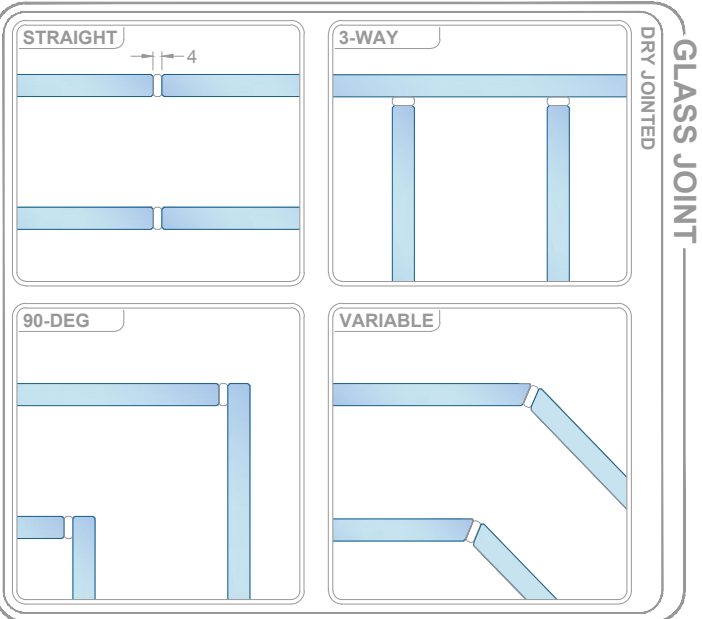 STRAIGHT
4
3-WAY
90-DEG
VARIABLE
DRY JOINTED
GLASS JOINT